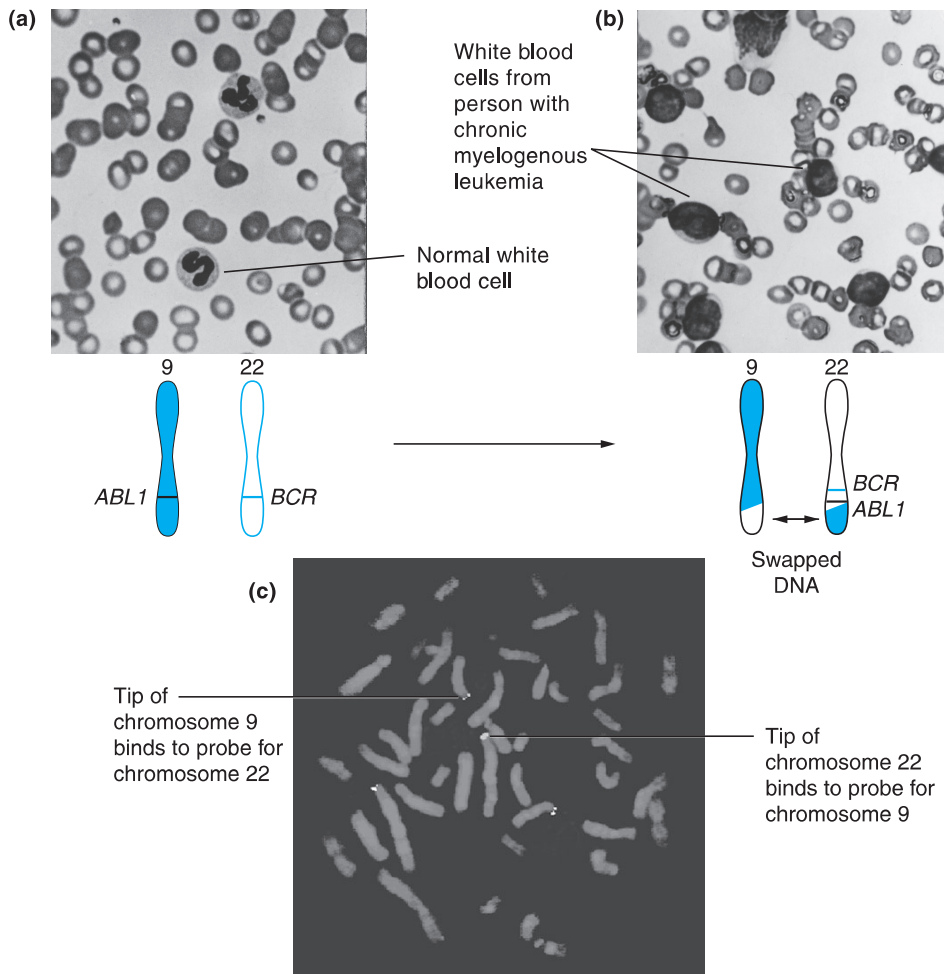 (a)
(b)
White blood
cells from
person with
chronic
myelogenous
leukemia
Normal white
blood cell
9
22
ABL1
BCR
9
22
BCR
ABL1
Swapped
DNA
(c)
Tip of
chromosome 9
binds to probe for
chromosome 22
Tip of
chromosome 22
binds to probe for
chromosome 9